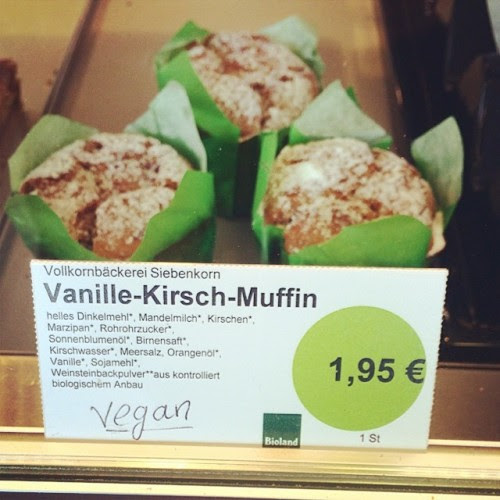 Vollkornbäckerei Siebenkorn
Vanille-Kirsch-Muffin
helles Dinkelmehl*, Mandelmilch*, Kirschen*,
Marzipan*, Rohrohrzucker*,
Sonnenblumenöl*, Birnensaft*,
Kirschwasser*, Meersalz, Orangenöl*,
Vanille*, Sojamehl*,
Weinsteinbackpulver**aus kontrolliert
biologischem Anbau
1,95 €
vegan
Bioland
1 St